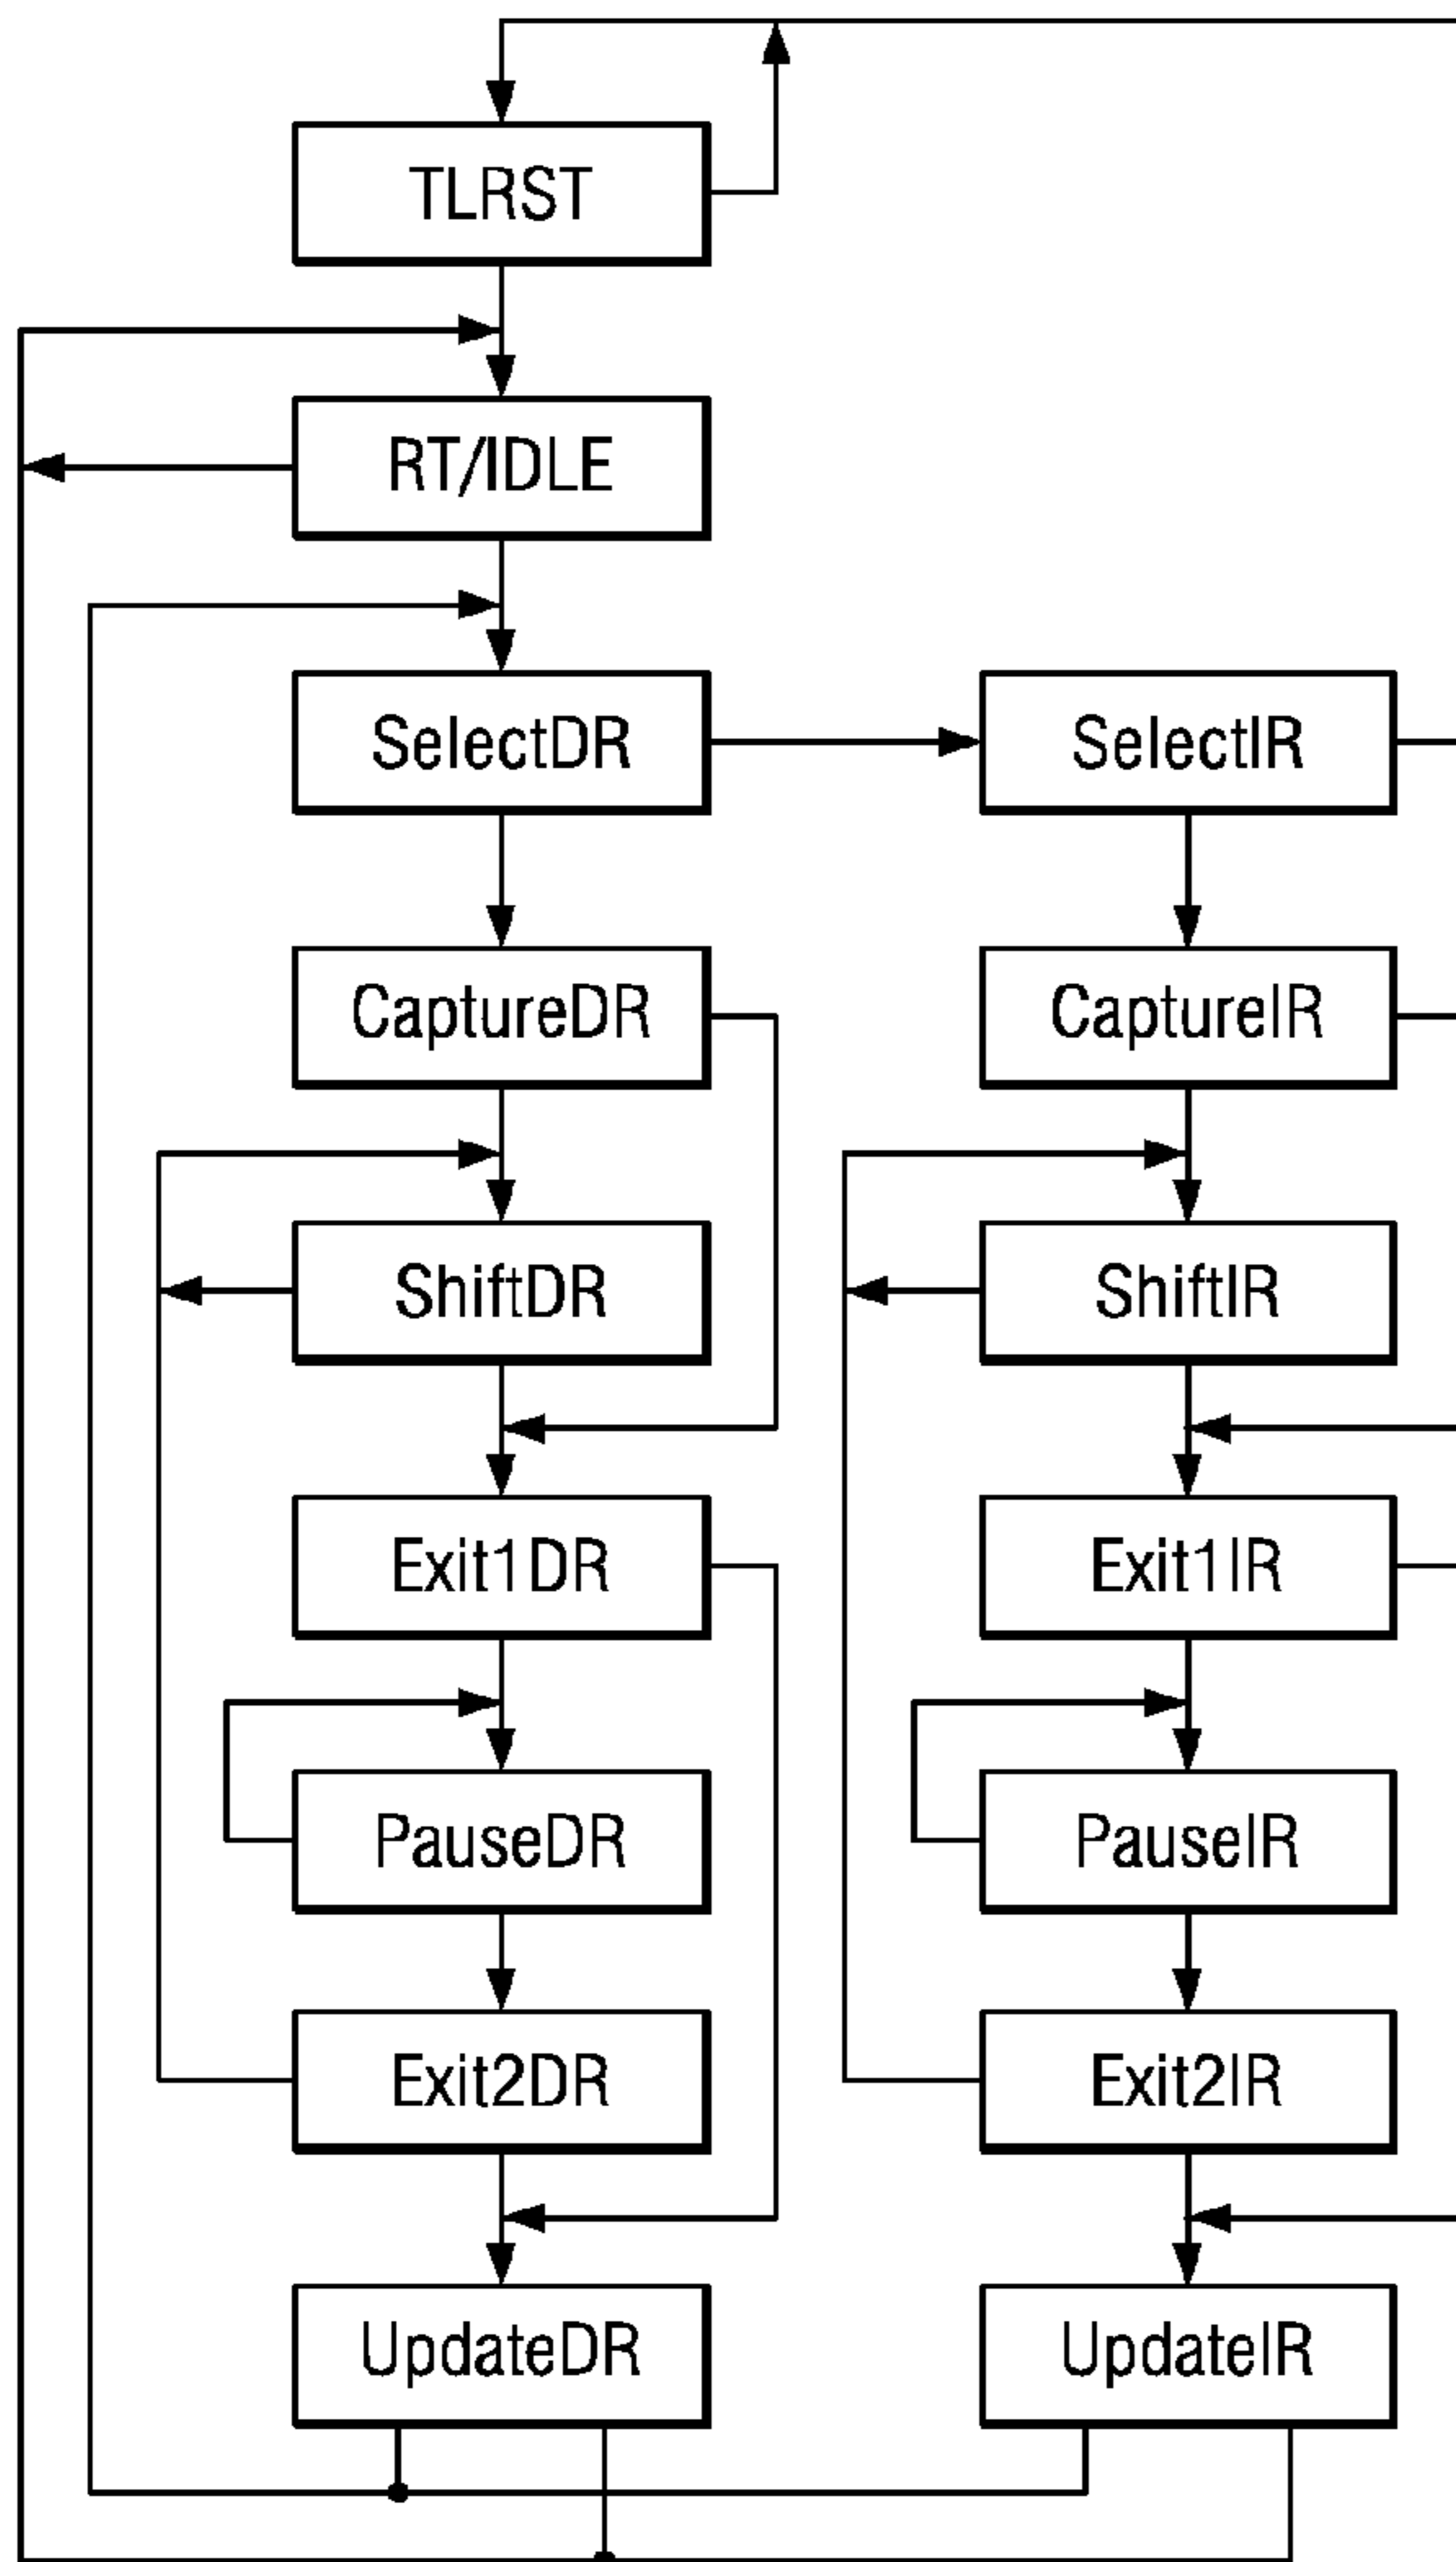 TLRST
RT/IDLE
SelectDR
SelectIR
CaptureDR
CaptureIR
ShiftDR
ShiftIR
Exit1DR
Exit1IR
PauseDR
PauseIR
Exit2DR
Exit2IR
UpdateDR
UpdateIR